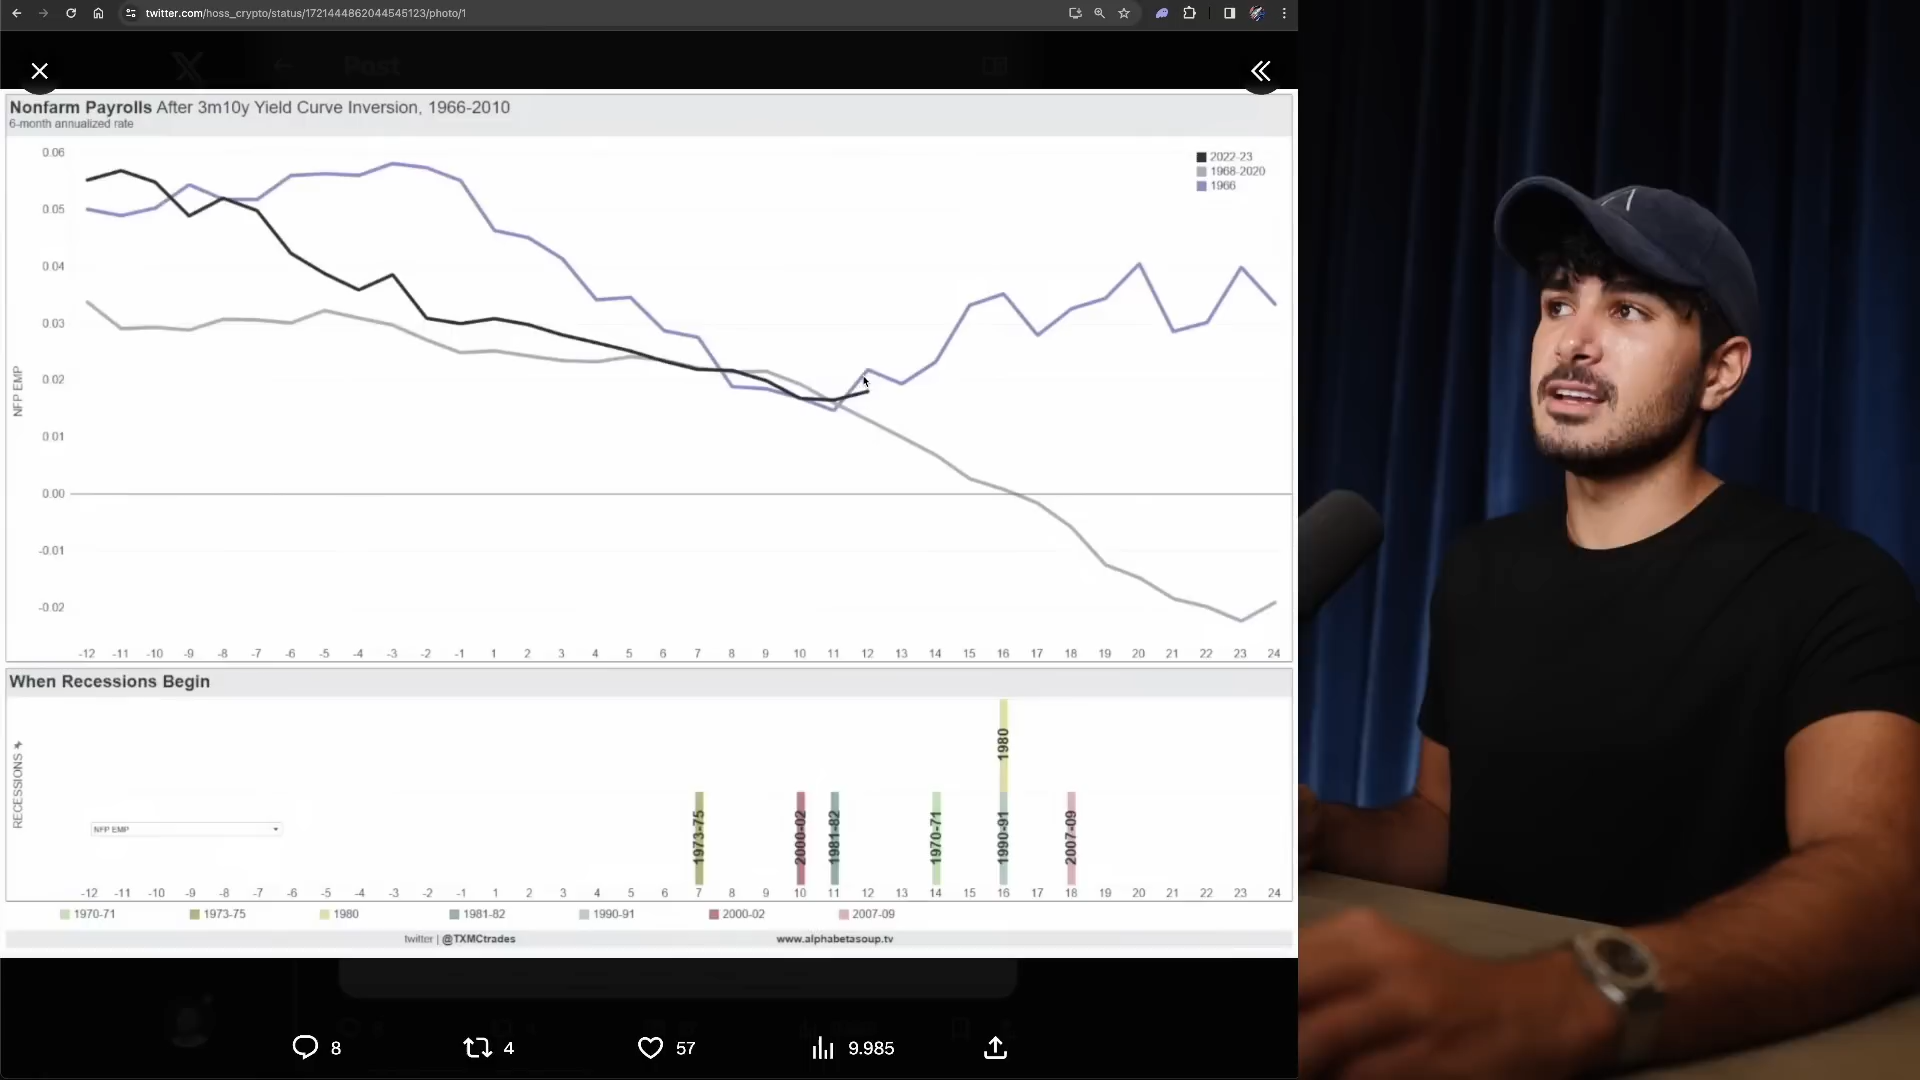 twitter.com/hoss_crypto/status/1721444862044545123/photo/1
Post
Nonfarm Payrolls After 3m10y Yield Curve Inversion, 1966-2010
6-month annualized rate
0.06
0.05
0.04
0.03
0.02
0.01
0.00
-0.01
-0.02
NFP EMP
2022-23
1968-2020
1966
-12 -11 -10 -9 -8 -7 -6 -5 -4 -3 -2 -1 1 2 3 4 5 6 7 8 9 10 11 12 13 14 15 16 17 18 19 20 21 22 23 24
When Recessions Begin
RECESSIONS
NFP EMP
1973-75
2000-02
1981-82
1970-71
1980
1990-91
2007-09
-12 -11 -10 -9 -8 -7 -6 -5 -4 -3 -2 -1 1 2 3 4 5 6 7 8 9 10 11 12 13 14 15 16 17 18 19 20 21 22 23 24
1970-71 1973-75 1980 1981-82 1990-91 2000-02 2007-09
twitter | @TXMCtrades www.alphabetasoup.tv
8 4 57 9.985